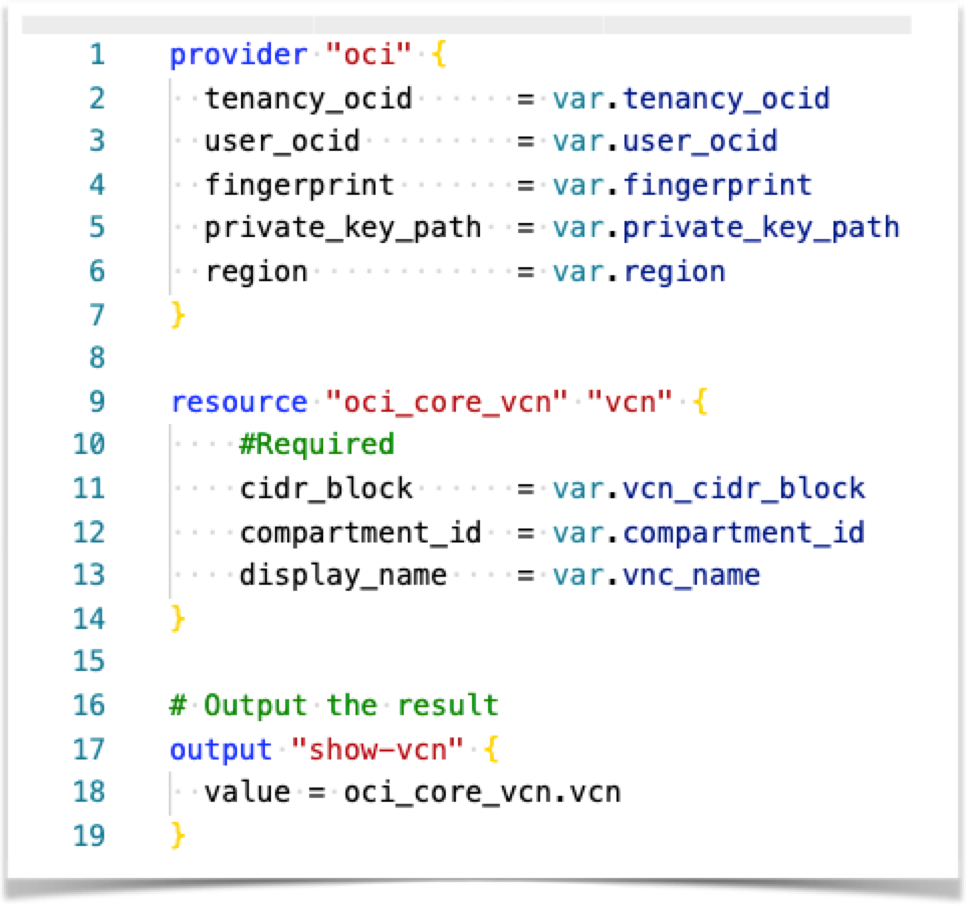 1 provider "oci" {
2 tenancy_ocid = var.tenancy_ocid
3 user_ocid = var.user_ocid
4 fingerprint = var.fingerprint
5 private_key_path = var.private_key_path
6 region = var.region
7 }
8
9 resource "oci_core_vcn" "vcn" {
10 #Required
11 cidr_block = var.vcn_cidr_block
12 compartment_id = var.compartment_id
13 display_name = var.vnc_name
14 }
15
16 # Output the result
17 output "show-vcn" {
18 value = oci_core_vcn.vcn
19 }